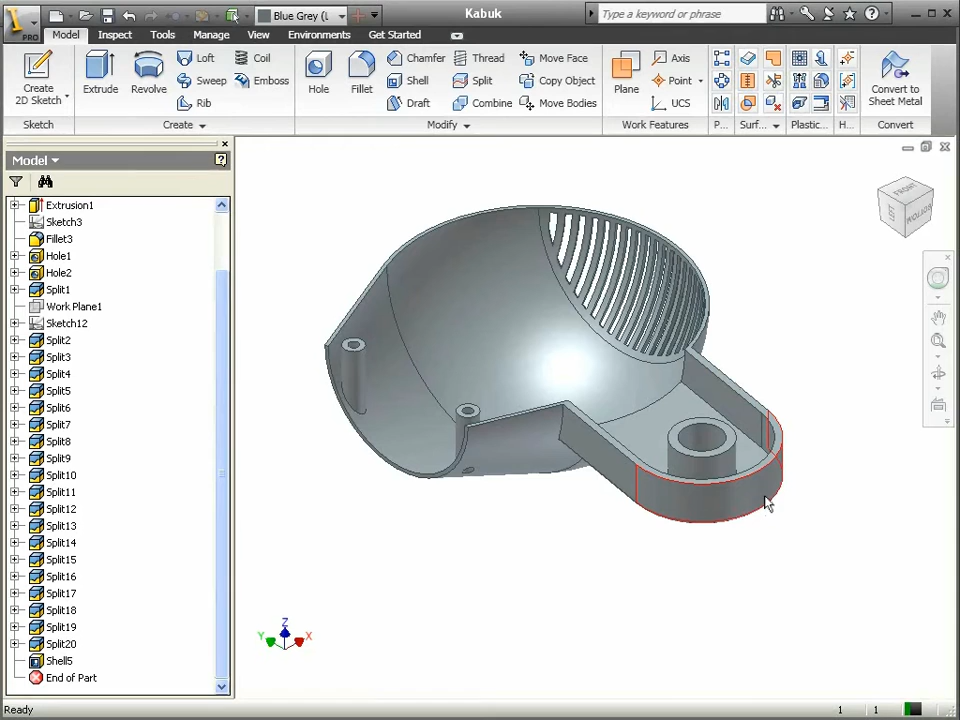 Blue Grey (l
Kabuk
Type a keyword or phrase
PRO
Model Inspect Tools Manage View Environments Get Started
Create
2D Sketch
Extrude
Revolve
Loft
Sweep
Rib
Coil
Emboss
Hole
Fillet
Chamfer
Shell
Draft
Thread
Split
Combine
Move Face
Copy Object
Move Bodies
Plane
Axis
Point
UCS
Convert to
Sheet Metal
Sketch Create Modify Work Features P... Surf... Plastic... H... Convert
Model
Extrusion1
Sketch3
Fillet3
Hole1
Hole2
Split1
Work Plane1
Sketch12
Split2
Split3
Split4
Split5
Split6
Split7
Split8
Split9
Split10
Split11
Split12
Split13
Split14
Split15
Split16
Split17
Split18
Split19
Split20
Shell5
End of Part
FRONT
LEFT
BOTTOM
Z
Y
X
Ready
1 1